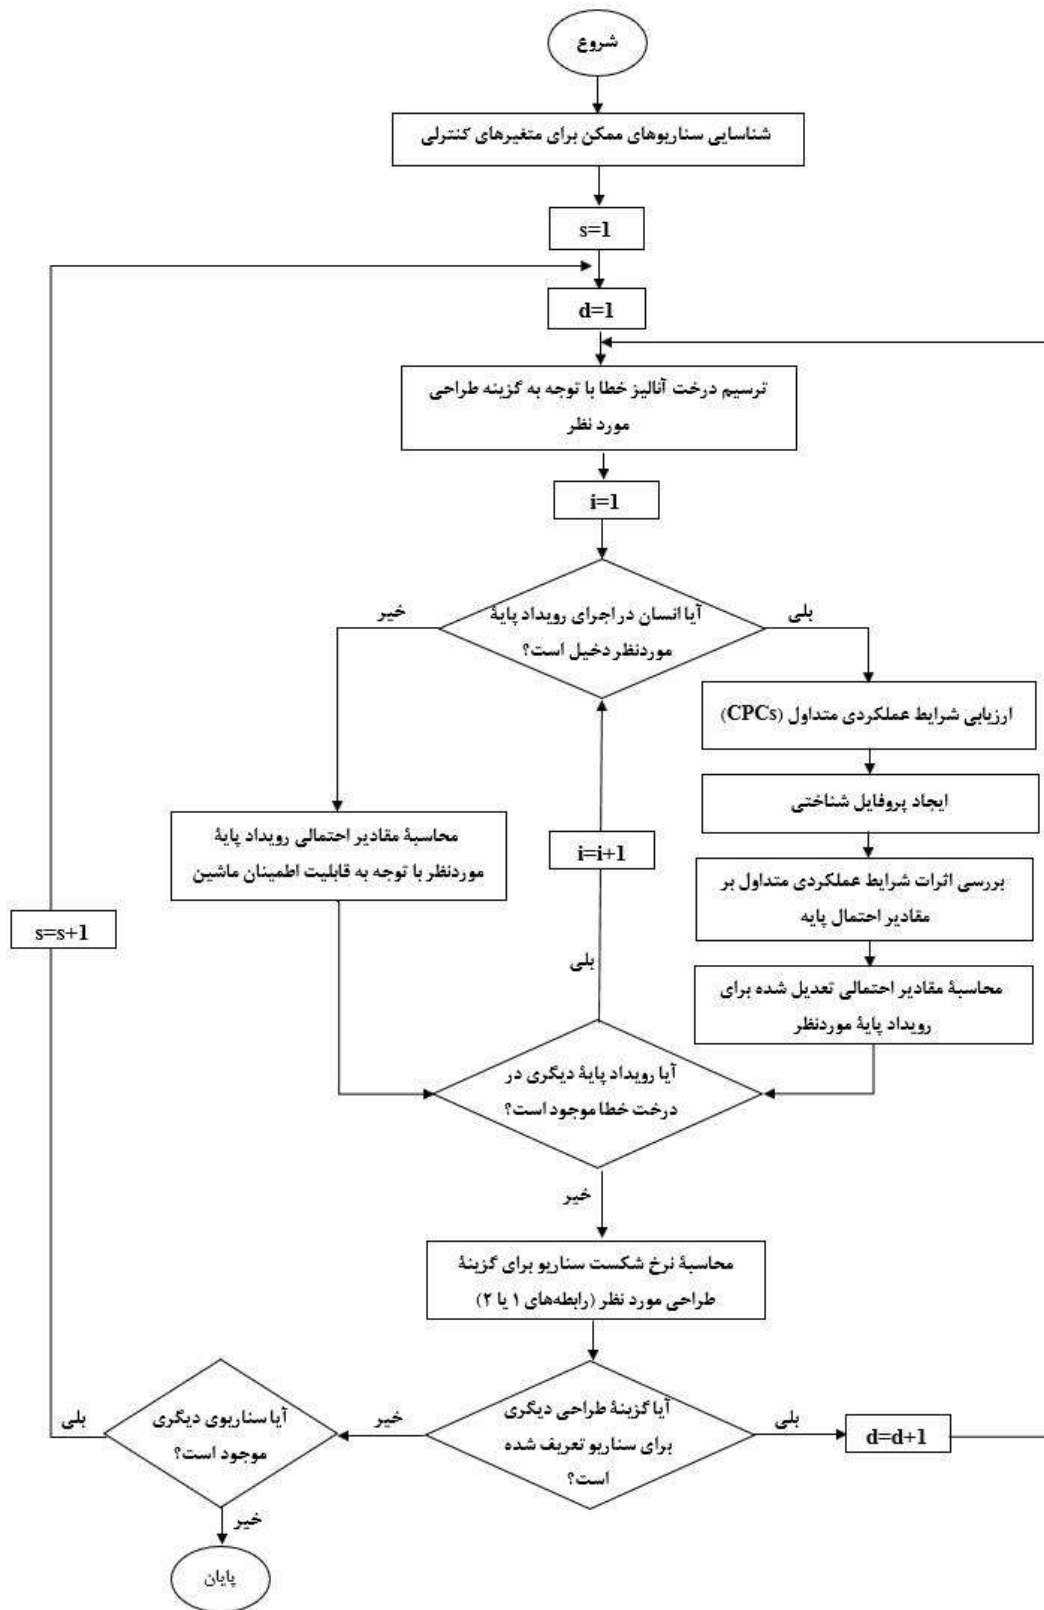 شروع
شناسایی سناریوهای ممکن برای متغیرهای کنترلی
s=1
d=1
ترسیم درخت آنالیز خطا با توجه به گزینه طراحی
مورد نظر
i=1
آیا انسان در اجرای رویداد پایهٔ
موردنظر دخیل است؟
بلی
خیر
ارزیابی شرایط عملکردی متداول (CPCs)
ایجاد پروفایل شناختی
بررسی اثرات شرایط عملکردی متداول بر
مقادیر احتمال پایه
محاسبهٔ مقادیر احتمالی تعدیل شده برای
رویداد پایهٔ موردنظر
محاسبهٔ مقادیر احتمالی رویداد پایهٔ
موردنظر با توجه به قابلیت اطمینان ماشین
i=i+1
s=s+1
بلی
آیا رویداد پایهٔ دیگری در
درخت خطا موجود است؟
خیر
محاسبهٔ نرخ شکست سناریو برای گزینهٔ
طراحی مورد نظر (رابطه‌های ۱ یا ۲)
آیا گزینهٔ طراحی دیگری
برای سناریو تعریف شده
است؟
بلی
d=d+1
خیر
آیا سناریوی دیگری
موجود است؟
بلی
خیر
پایان